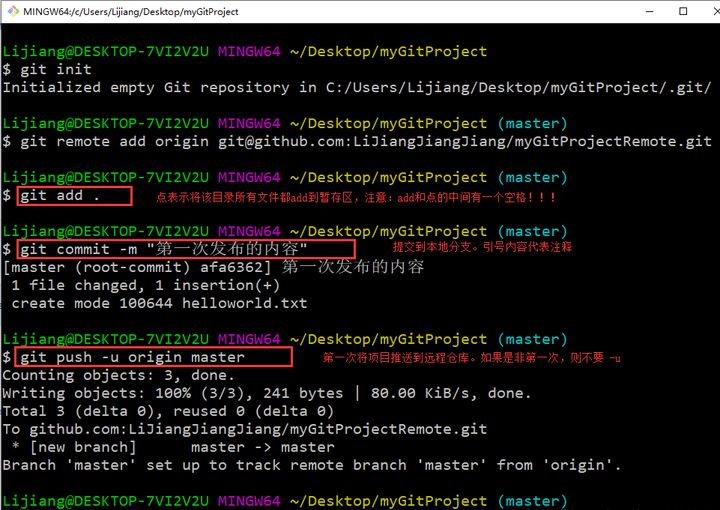 MINGW64:/c/Users/Lijiang/Desktop/myGitProject
Lijiang@DESKTOP-7VI2V2U MINGW64 ~/Desktop/myGitProject
$ git init
Initialized empty Git repository in C:/Users/Lijiang/Desktop/myGitProject/.git/
Lijiang@DESKTOP-7VI2V2U MINGW64 ~/Desktop/myGitProject (master)
$ git remote add origin git@github.com:LiJiangJiangJiang/myGitProjectRemote.git
Lijiang@DESKTOP-7VI2V2U MINGW64 ~/Desktop/myGitProject (master)
$ git add . 点表示将该目录所有文件都add到暂存区，注意：add和点的中间有一个空格！！！
Lijiang@DESKTOP-7VI2V2U MINGW64 ~/Desktop/myGitProject (master)
$ git commit -m "第一次发布的内容" 提交到本地分支。引号内容代表注释
[master (root-commit) afa6362] 第一次发布的内容
1 file changed, 1 insertion(+)
create mode 100644 helloworld.txt
Lijiang@DESKTOP-7VI2V2U MINGW64 ~/Desktop/myGitProject (master)
$ git push -u origin master 第一次将项目推送到远程仓库。如果是非第一次，则不要 -u
Counting objects: 3, done.
Writing objects: 100% (3/3), 241 bytes | 80.00 KiB/s, done.
Total 3 (delta 0), reused 0 (delta 0)
To github.com:LiJiangJiangJiang/myGitProjectRemote.git
* [new branch] master -> master
Branch 'master' set up to track remote branch 'master' from 'origin'.
Lijiang@DESKTOP-7VI2V2U MINGW64 ~/Desktop/myGitProject (master)